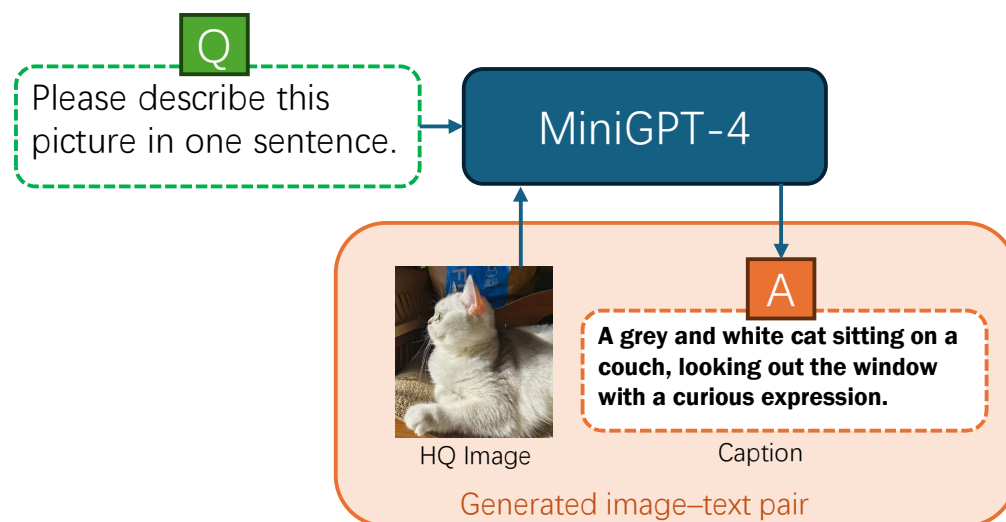 Q
Please describe this
picture in one sentence.
MiniGPT-4
A
A grey and white cat sitting on a
couch, looking out the window
with a curious expression.
HQ Image
Caption
Generated image–text pair